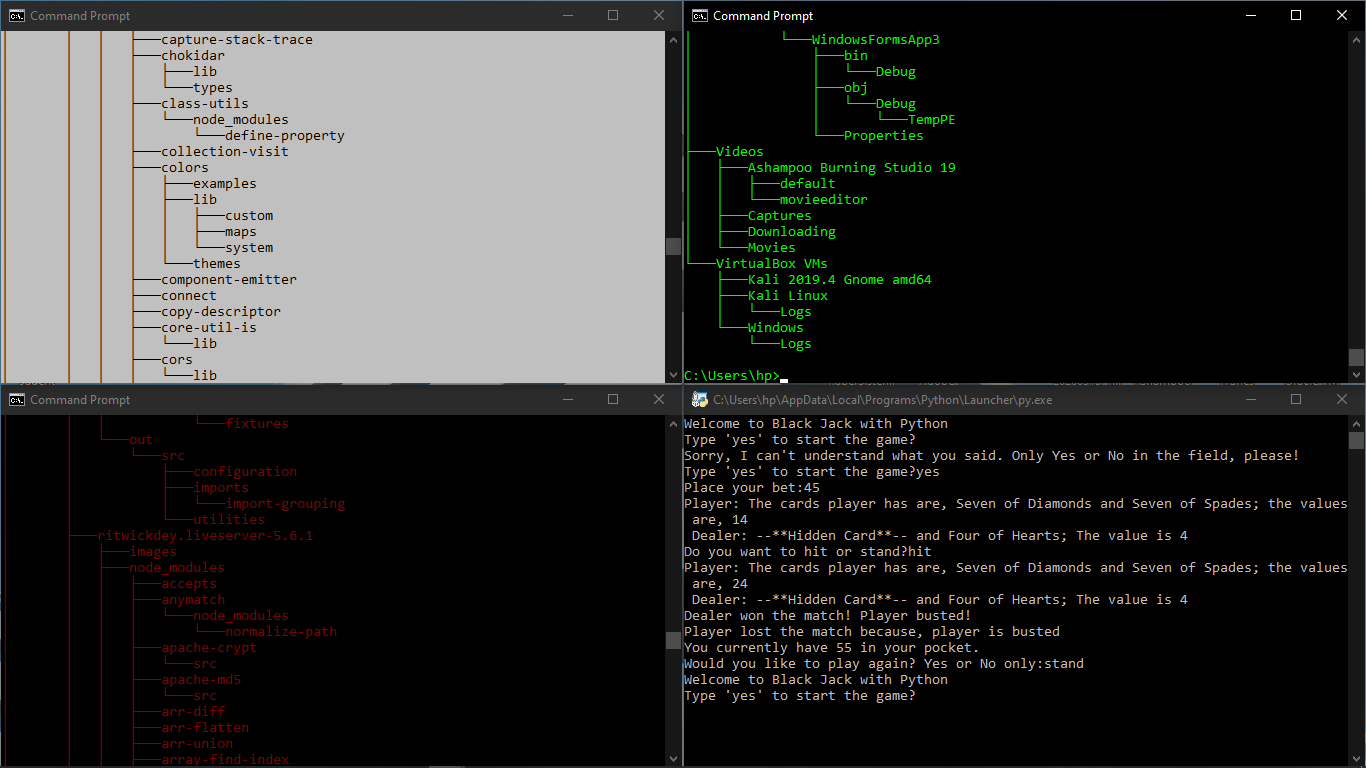 Command Prompt
├───capture-stack-trace
├───chokidar
│   ├───lib
│   └───types
├───class-utils
│   └───node_modules
│       └───define-property
├───collection-visit
├───colors
│   ├───examples
│   ├───lib
│   │   ├───custom
│   │   ├───maps
│   │   └───system
│   └───themes
├───component-emitter
├───connect
├───copy-descriptor
├───core-util-is
│   └───lib
├───cors
│   └───lib
Command Prompt
│           └───WindowsFormsApp3
│               ├───bin
│               │   └───Debug
│               ├───obj
│               │   └───Debug
│               │       └───TempPE
│               └───Properties
├───Videos
│   ├───Ashampoo Burning Studio 19
│   │   ├───default
│   │   └───movieeditor
│   ├───Captures
│   ├───Downloading
│   └───Movies
└───VirtualBox VMs
    ├───Kali 2019.4 Gnome amd64
    ├───Kali Linux
    │   └───Logs
    └───Windows
        └───Logs
C:\Users\hp>
Command Prompt
│   │       └───fixtures
│   └───out
│       └───src
│           ├───configuration
│           ├───imports
│           │   └───import-grouping
│           └───utilities
├───ritwickdey.liveserver-5.6.1
│   ├───images
│   ├───node_modules
│   │   ├───accepts
│   │   ├───anymatch
│   │   │   └───node_modules
│   │   │       └───normalize-path
│   │   ├───apache-crypt
│   │   │   └───src
│   │   ├───apache-md5
│   │   │   └───src
│   │   ├───arr-diff
│   │   ├───arr-flatten
│   │   ├───arr-union
│   │   ├───array-find-index
C:\Users\hp\AppData\Local\Programs\Python\Launcher\py.exe
Welcome to Black Jack with Python
Type 'yes' to start the game?
Sorry, I can't understand what you said. Only Yes or No in the field, please!
Type 'yes' to start the game?yes
Place your bet:45
Player: The cards player has are, Seven of Diamonds and Seven of Spades; the values
 are, 14
 Dealer: --**Hidden Card**-- and Four of Hearts; The value is 4
Do you want to hit or stand?hit
Player: The cards player has are, Seven of Diamonds and Seven of Spades; the values
 are, 24
 Dealer: --**Hidden Card**-- and Four of Hearts; The value is 4
Dealer won the match! Player busted!
Player lost the match because, player is busted
You currently have 55 in your pocket.
Would you like to play again? Yes or No only:stand
Welcome to Black Jack with Python
Type 'yes' to start the game?